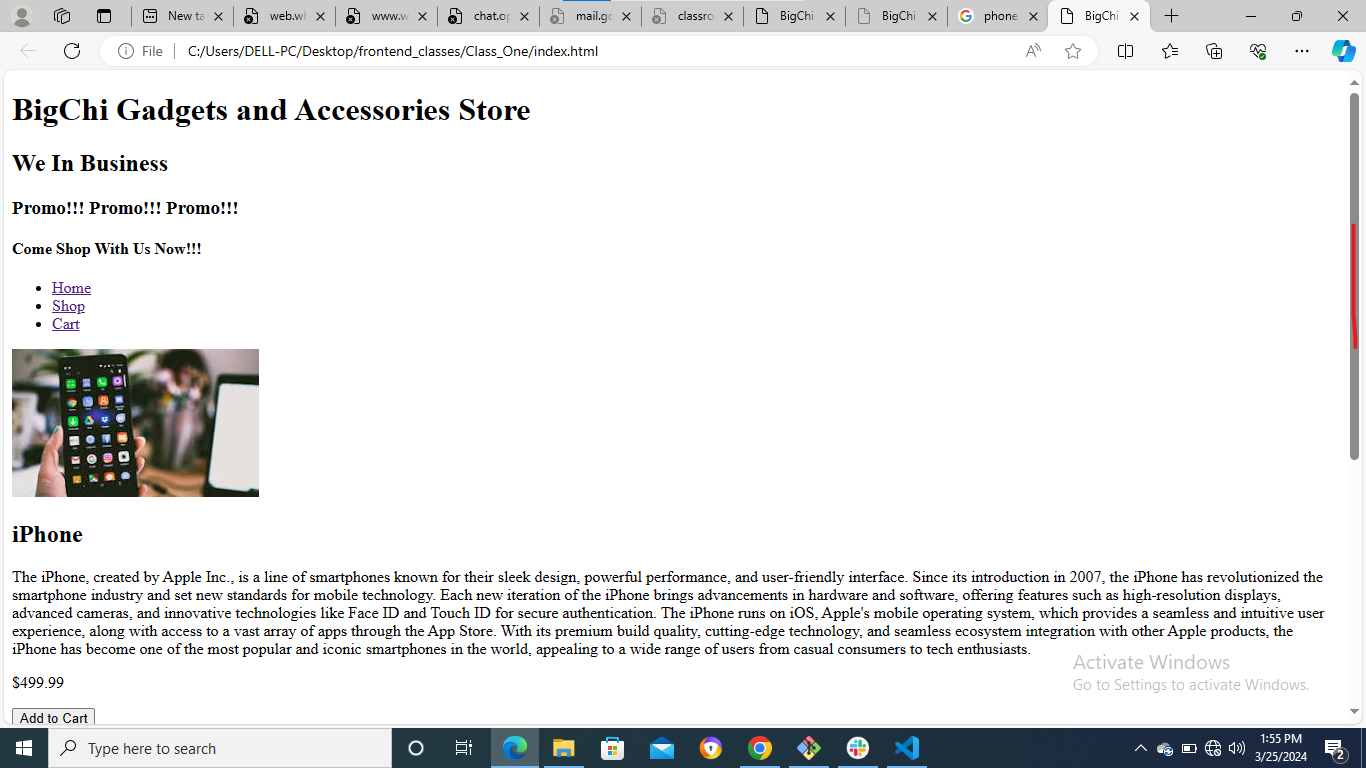 New ta
web.wh
www.w
chat.op
mail.gc
classro
BigChi
BigChi
phone
BigChi
File
C:/Users/DELL-PC/Desktop/frontend_classes/Class_One/index.html
BigChi Gadgets and Accessories Store
We In Business
Promo!!! Promo!!! Promo!!!
Come Shop With Us Now!!!
Home
Shop
Cart
iPhone
The iPhone, created by Apple Inc., is a line of smartphones known for their sleek design, powerful performance, and user-friendly interface. Since its introduction in 2007, the iPhone has revolutionized the
smartphone industry and set new standards for mobile technology. Each new iteration of the iPhone brings advancements in hardware and software, offering features such as high-resolution displays,
advanced cameras, and innovative technologies like Face ID and Touch ID for secure authentication. The iPhone runs on iOS, Apple's mobile operating system, which provides a seamless and intuitive user
experience, along with access to a vast array of apps through the App Store. With its premium build quality, cutting-edge technology, and seamless ecosystem integration with other Apple products, the
iPhone has become one of the most popular and iconic smartphones in the world, appealing to a wide range of users from casual consumers to tech enthusiasts.
$499.99
Add to Cart
Activate Windows
Go to Settings to activate Windows.
Type here to search
1:55 PM
3/25/2024
2